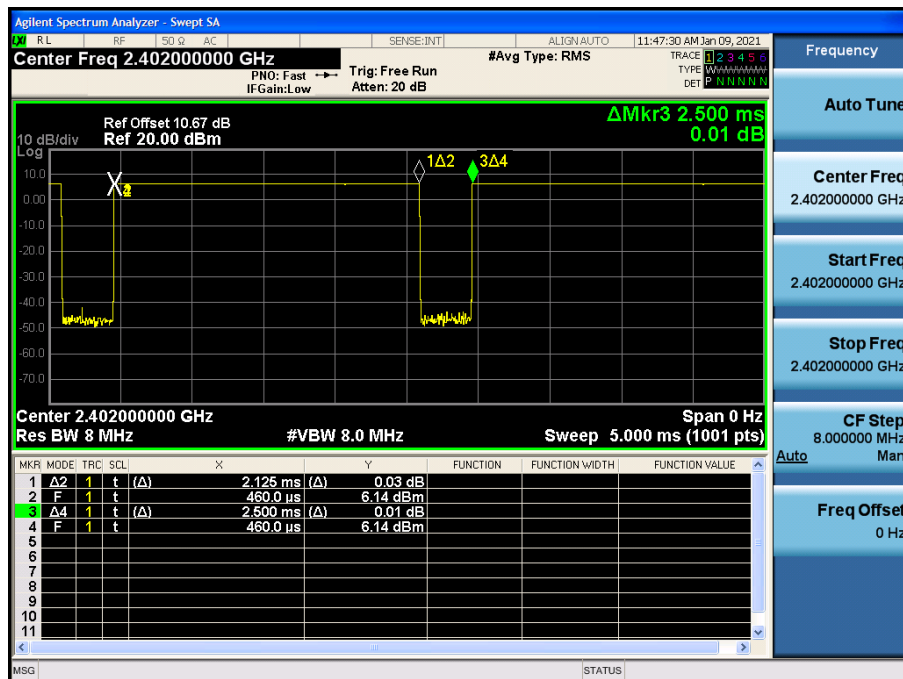 Agilent Spectrum Analyzer - Swept SA
LXI RL RF 50 Ω AC SENSE:INT ALIGN AUTO 11:47:30 AM Jan 09, 2021
Center Freq 2.402000000 GHz #Avg Type: RMS TRACE 1 2 3 4 5 6
PNO: Fast Trig: Free Run TYPE WWWWWW
IFGain:Low Atten: 20 dB DET P N N N N N
Frequency
Auto Tune
Center Freq
2.402000000 GHz
Start Freq
2.402000000 GHz
Stop Freq
2.402000000 GHz
CF Step
8.000000 MHz
Auto Man
Freq Offset
0 Hz
ΔMkr3 2.500 ms
0.01 dB
Ref Offset 10.67 dB
10 dB/div Ref 20.00 dBm
Log
1Δ2 3Δ4
10.0
0.00
-10.0
-20.0
-30.0
-40.0
-50.0
-60.0
-70.0
Center 2.402000000 GHz Span 0 Hz
Res BW 8 MHz #VBW 8.0 MHz Sweep 5.000 ms (1001 pts)
MKR MODE TRC SCL X Y FUNCTION FUNCTION WIDTH FUNCTION VALUE
1 Δ2 1 t (Δ) 2.125 ms (Δ) 0.03 dB
2 F 1 t 460.0 µs 6.14 dBm
3 Δ4 1 t (Δ) 2.500 ms (Δ) 0.01 dB
4 F 1 t 460.0 µs 6.14 dBm
5
6
7
8
9
10
11
MSG STATUS